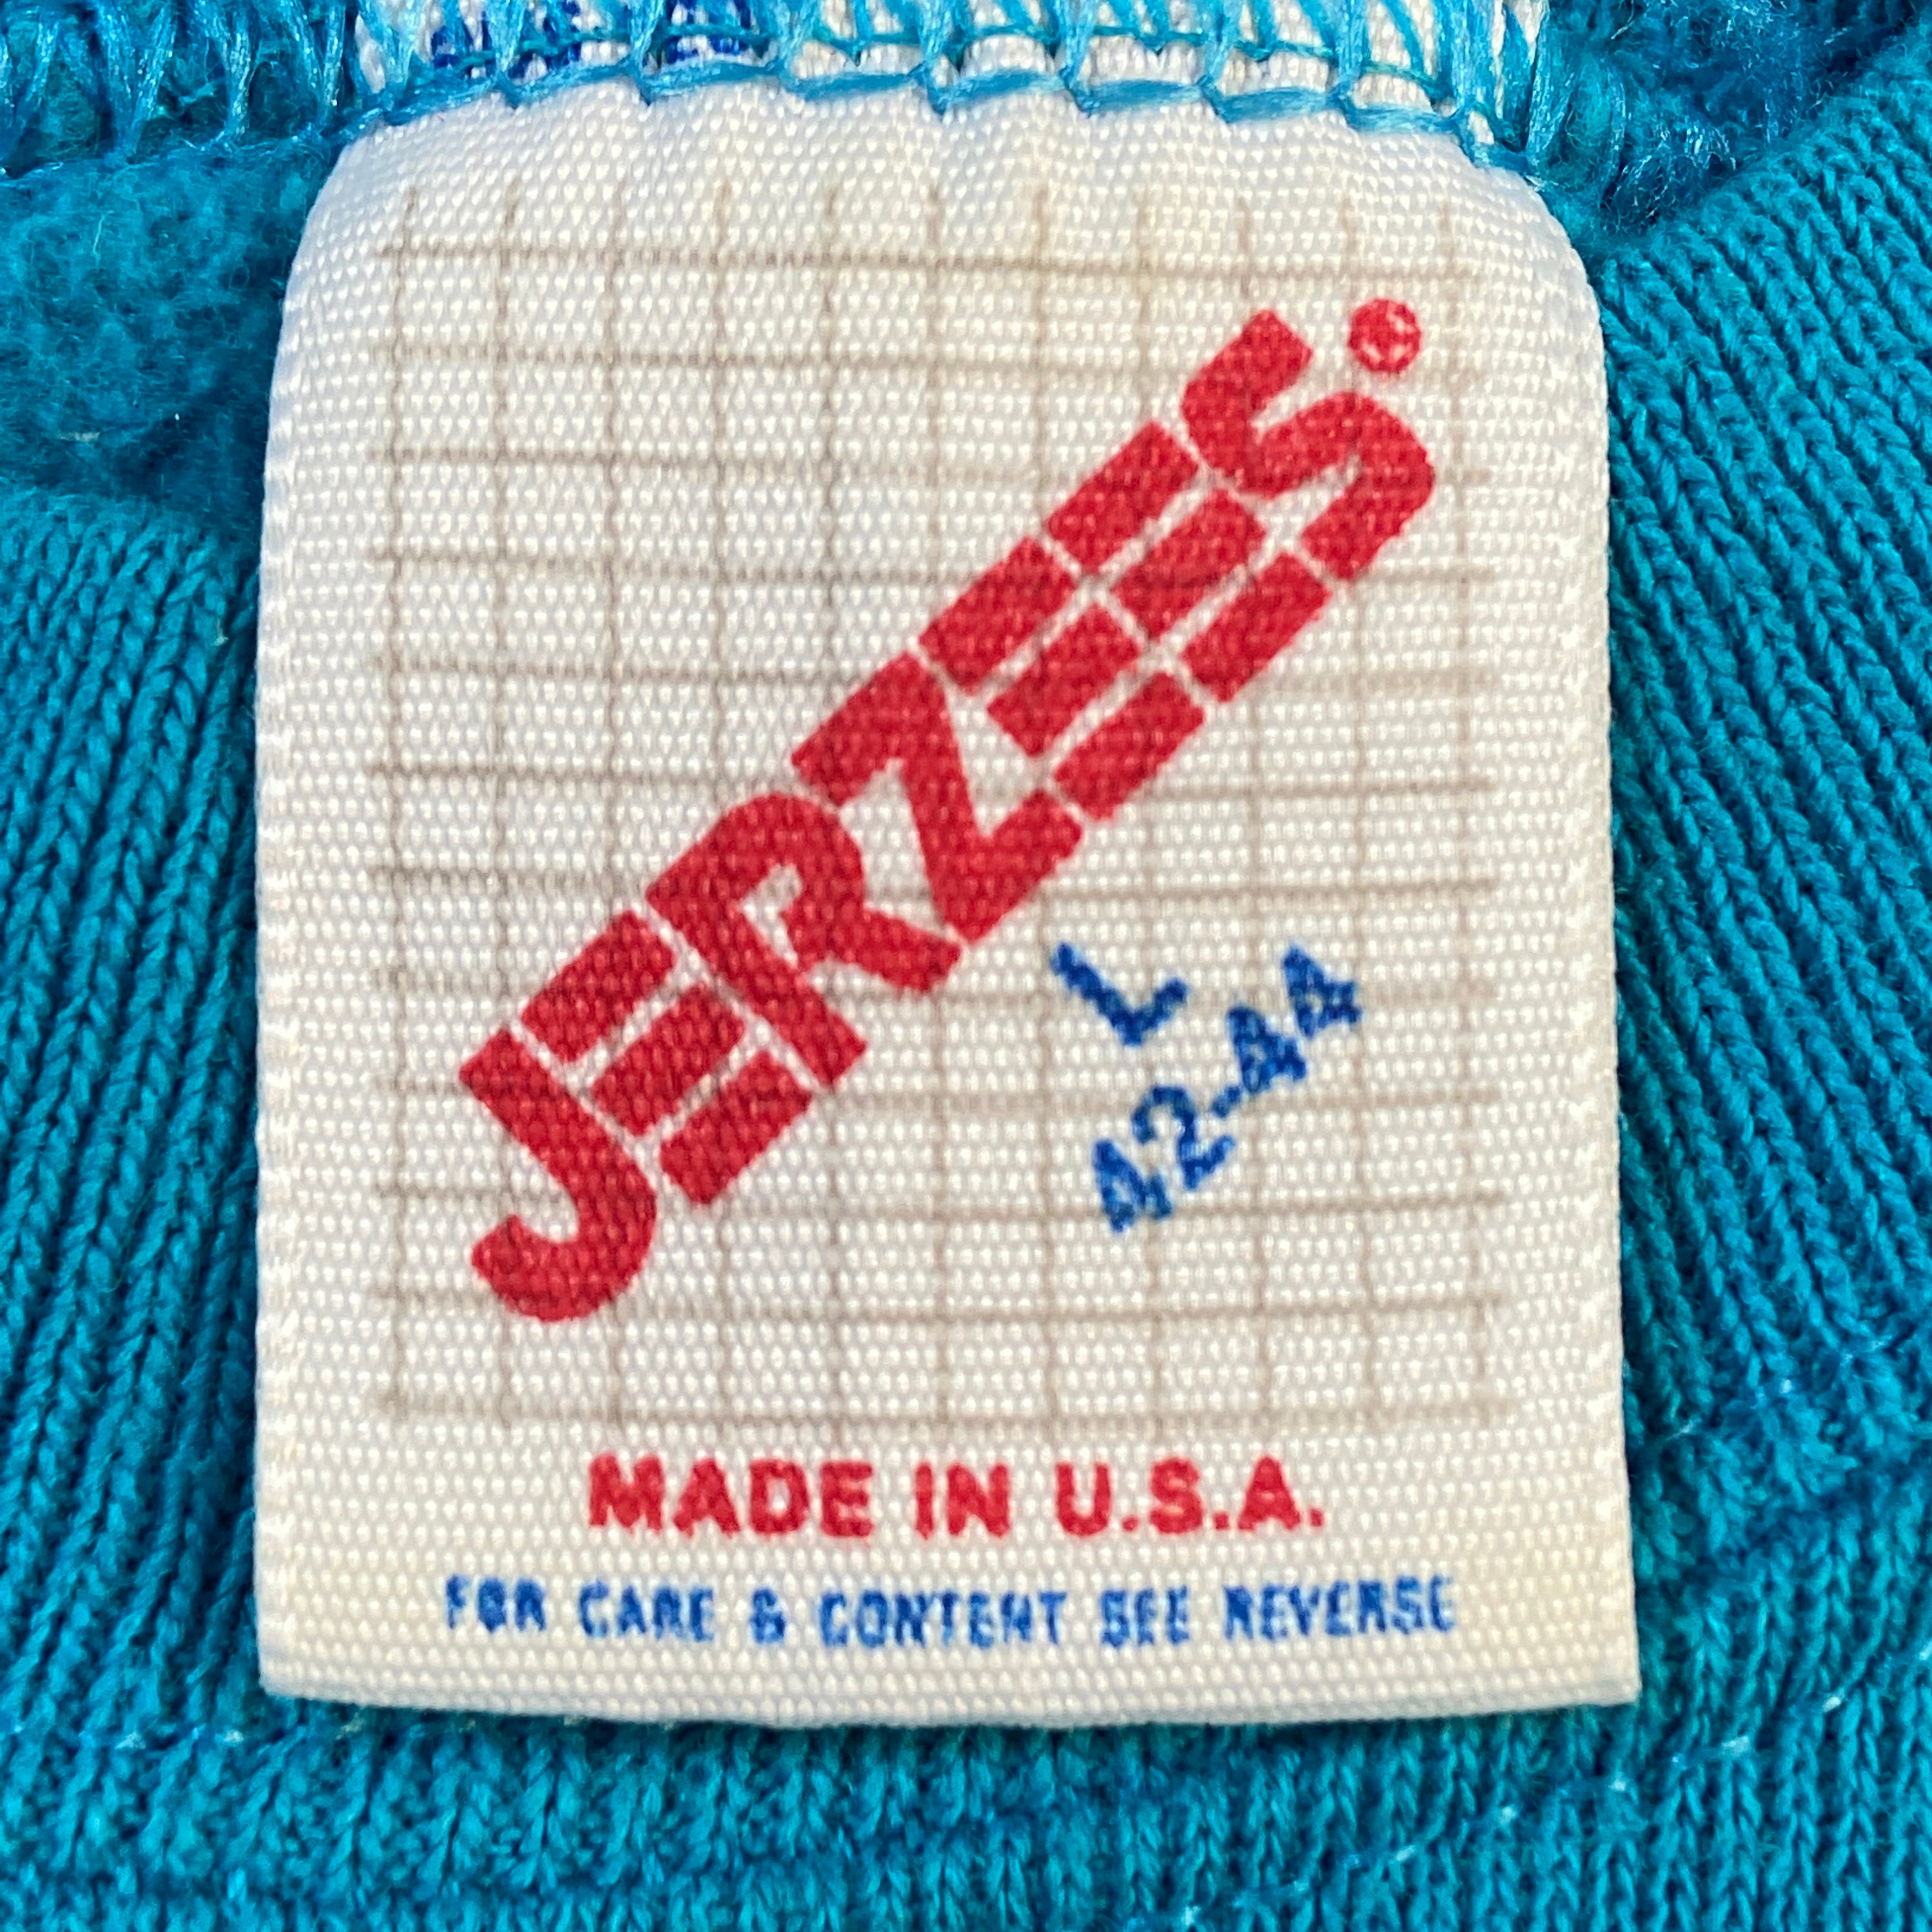 JERZEES®
L
42-44
MADE IN U.S.A.
FOR CARE & CONTENT SEE REVERSE